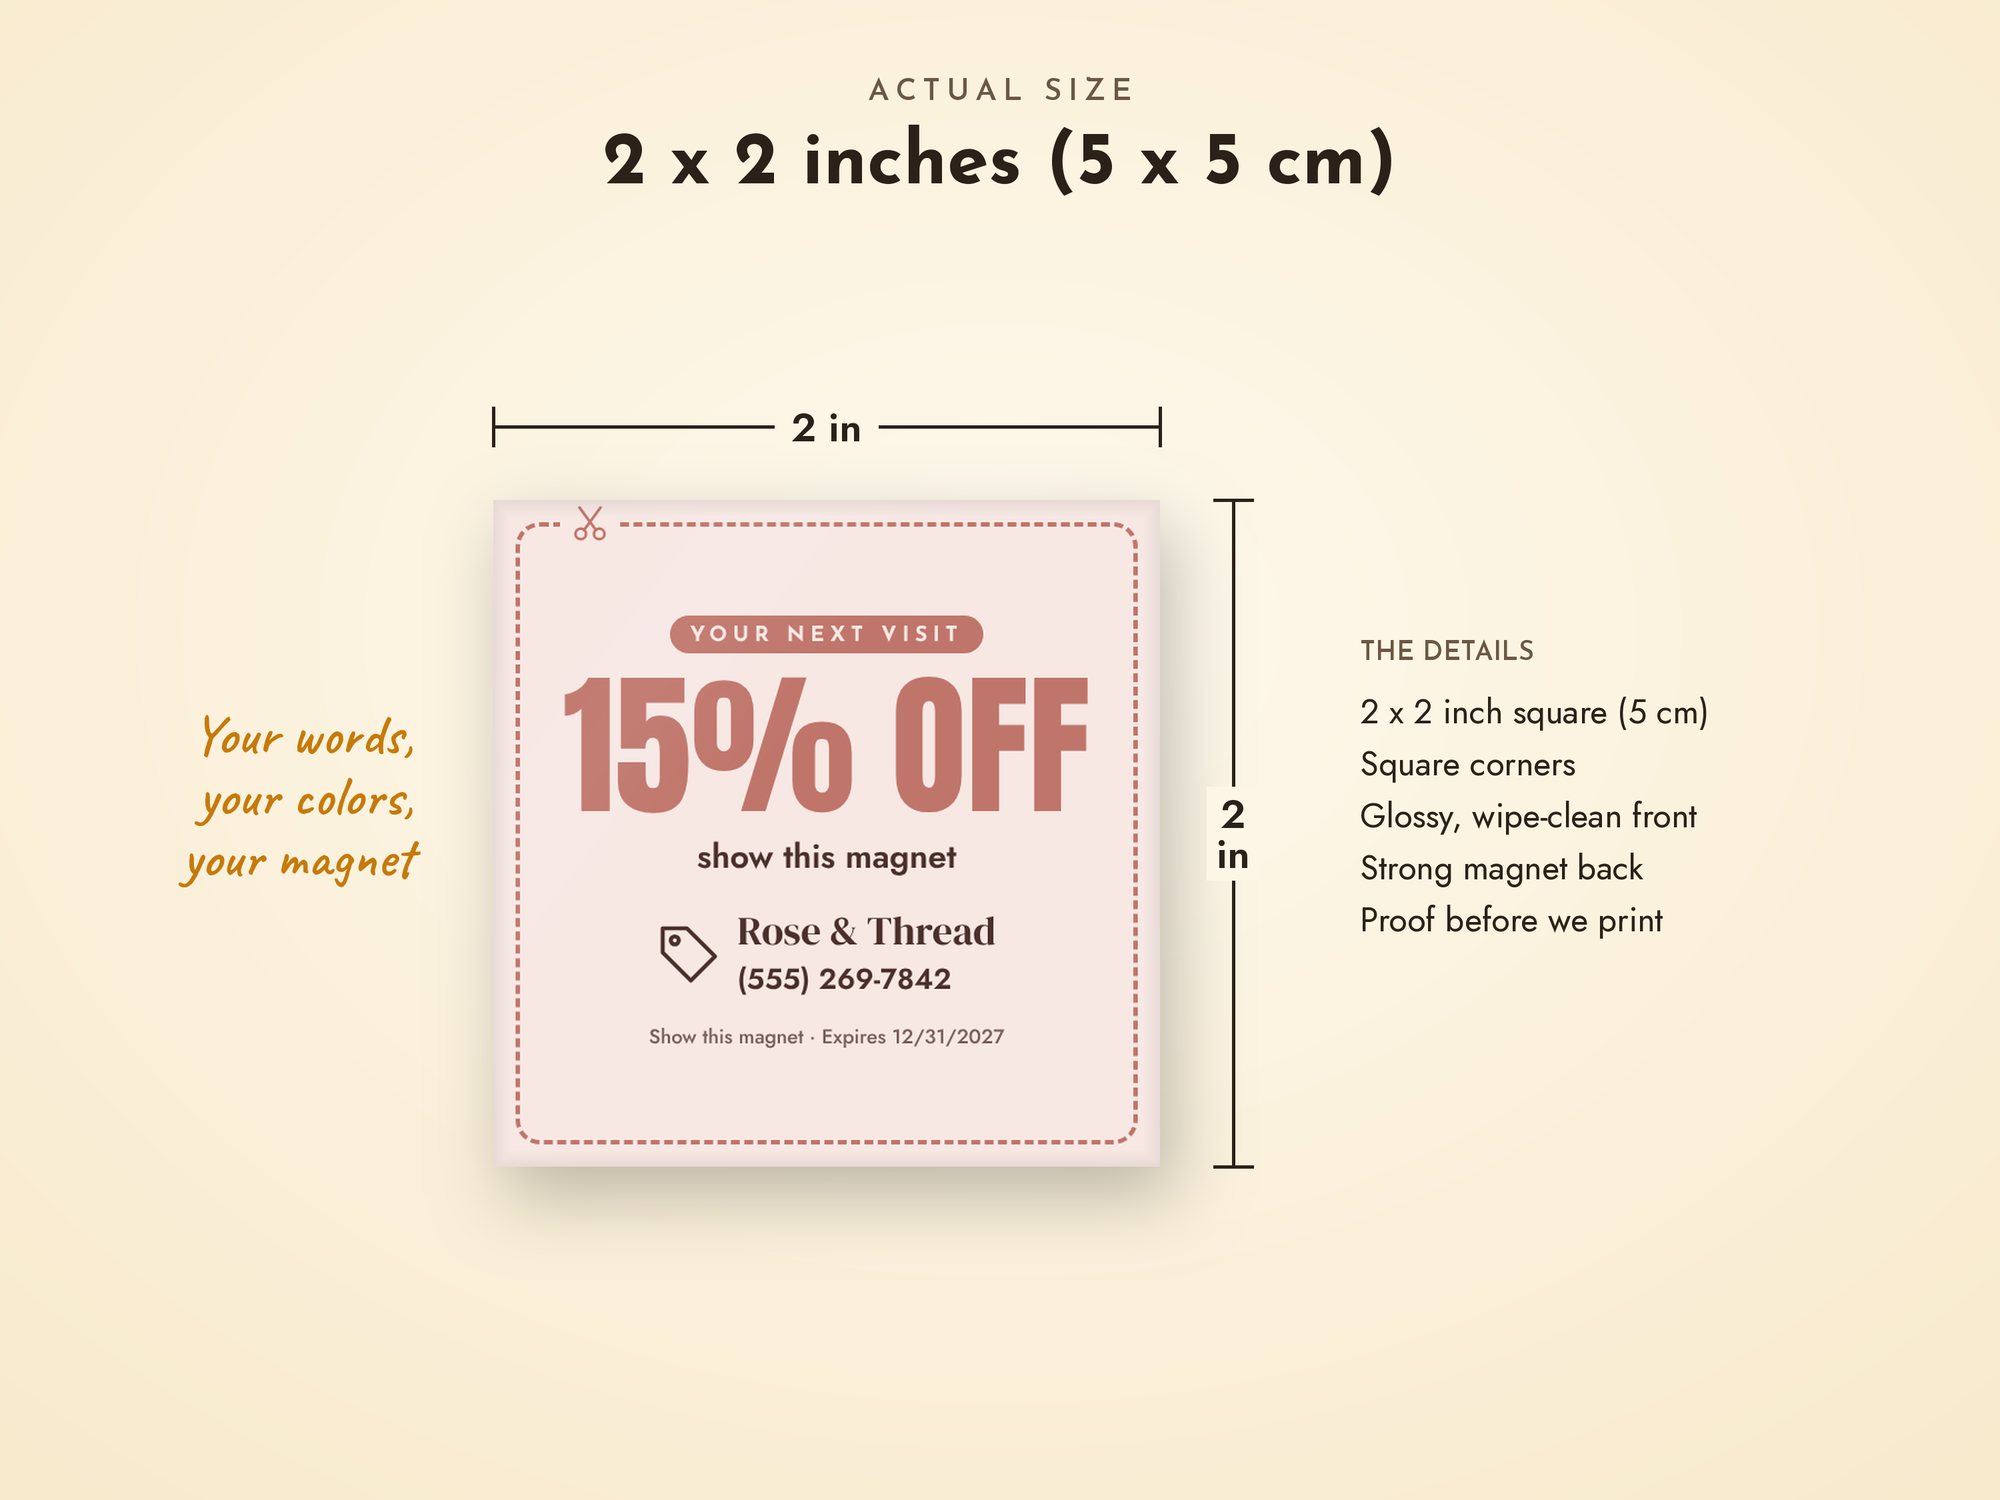 ACTUAL SIZE
2 x 2 inches (5 x 5 cm)
2 in
YOUR NEXT VISIT
15% OFF
show this magnet
Rose & Thread
(555) 269-7842
Show this magnet · Expires 12/31/2027
2
in
Your words,
your colors,
your magnet
THE DETAILS
2 x 2 inch square (5 cm)
Square corners
Glossy, wipe-clean front
Strong magnet back
Proof before we print